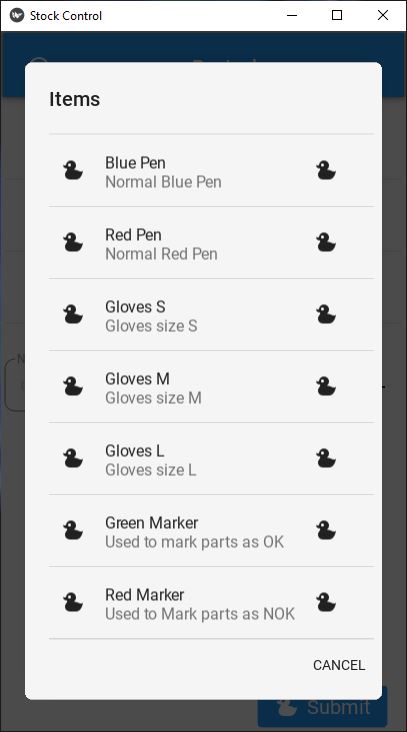 Stock Control
Items
Blue Pen
Normal Blue Pen
Red Pen
Normal Red Pen
Gloves S
Gloves size S
Gloves M
Gloves size M
Gloves L
Gloves size L
Green Marker
Used to mark parts as OK
Red Marker
Used to Mark parts as NOK
CANCEL
Submit